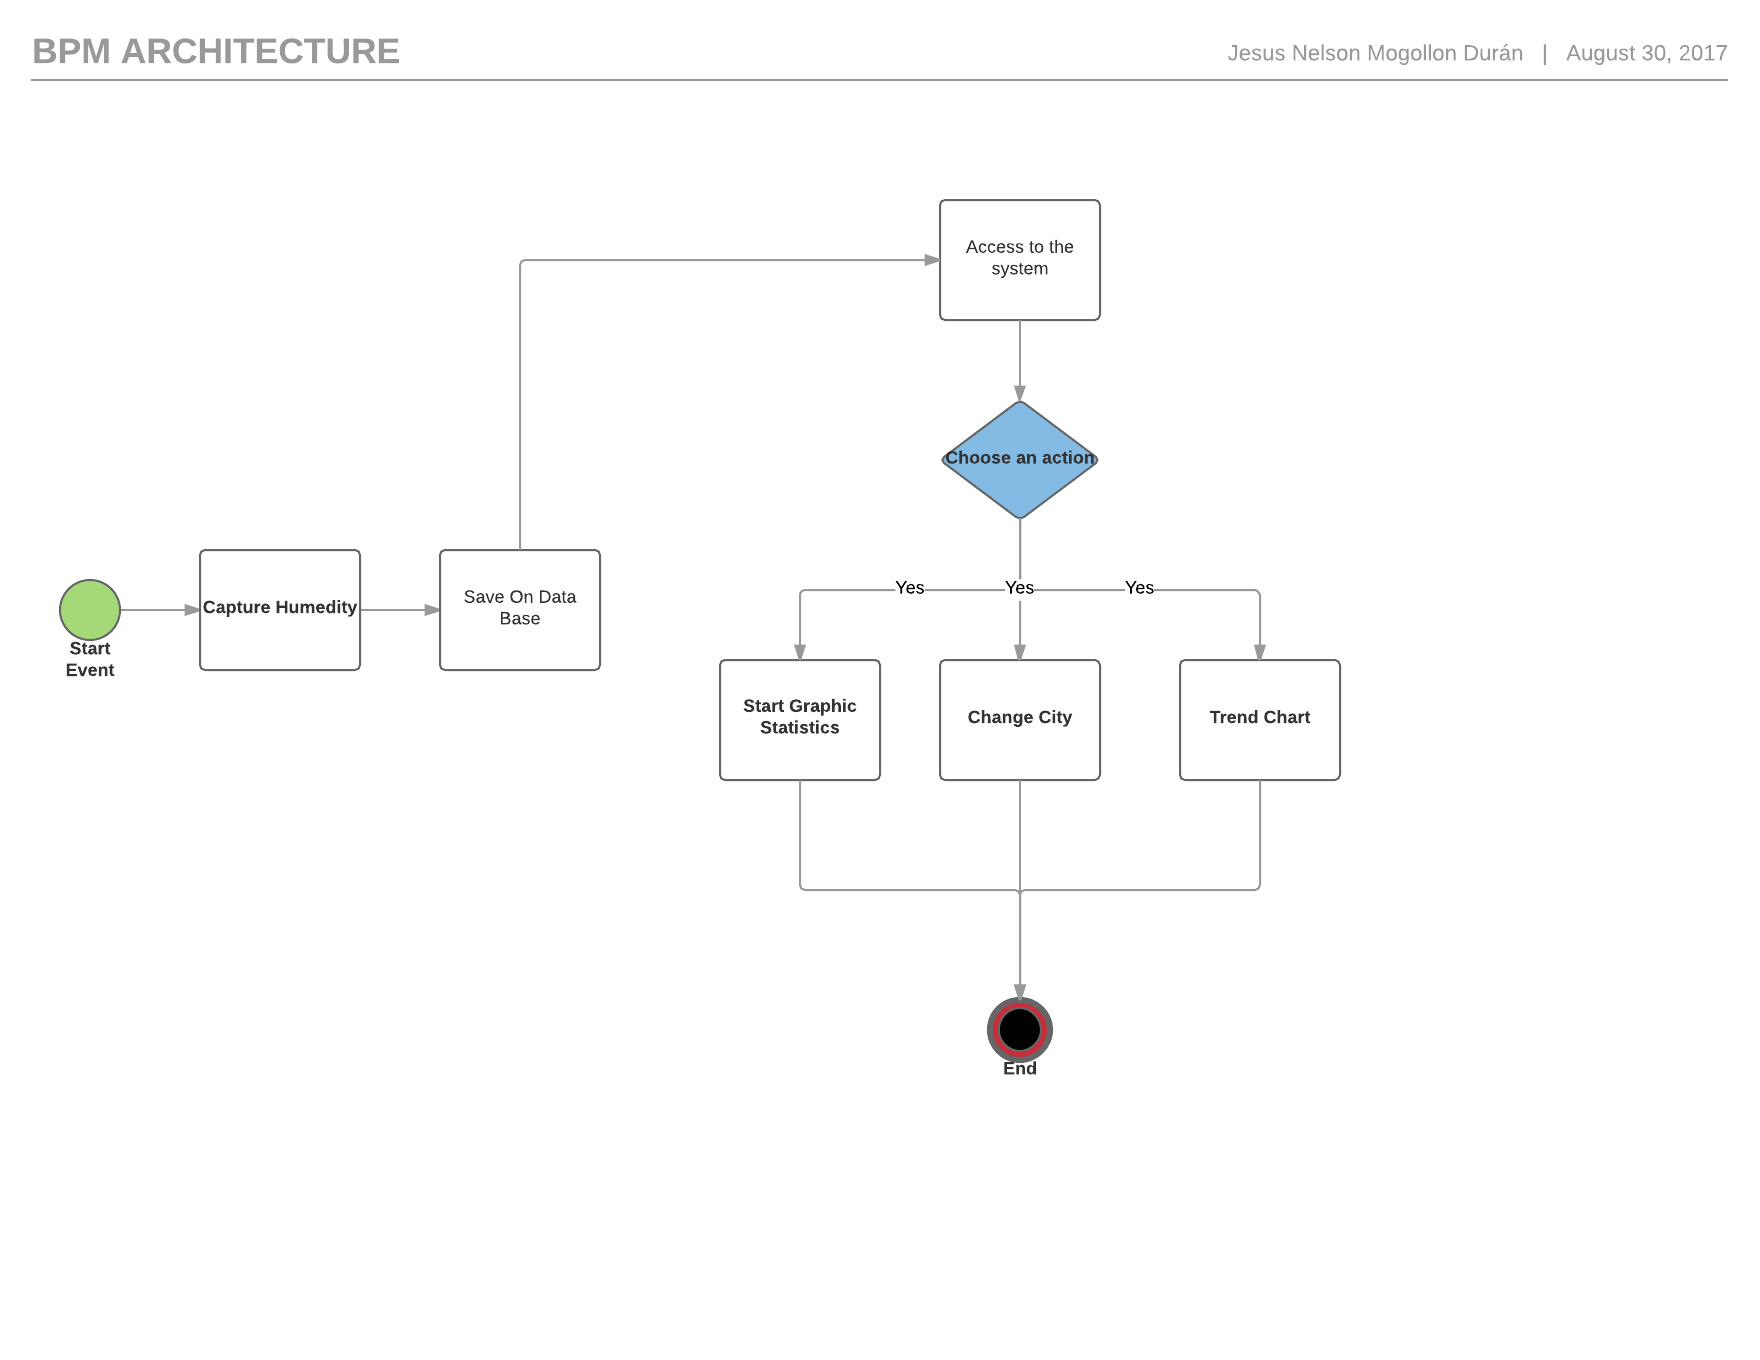 BPM ARCHITECTURE
Jesus Nelson Mogollon Durán | August 30, 2017
Access to the
system
Choose an action
Start
Event
Capture Humedity
Save On Data
Base
Yes
Yes
Yes
Start Graphic
Statistics
Change City
Trend Chart
End